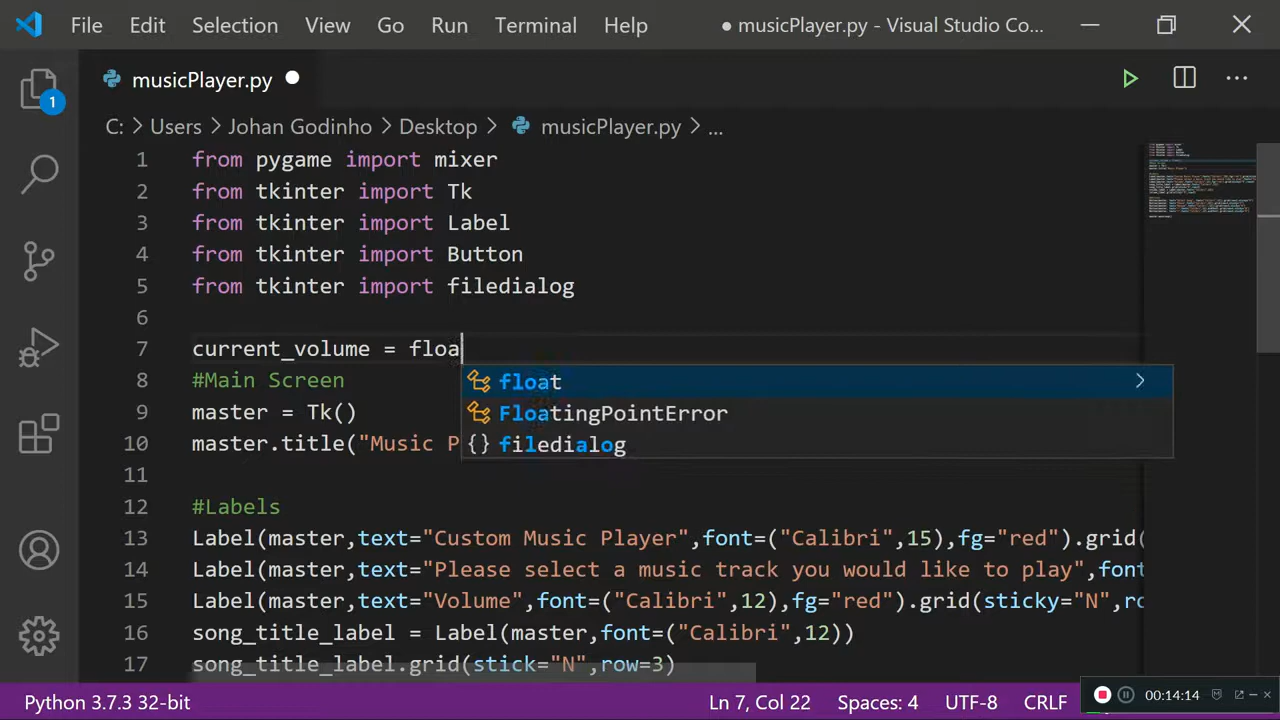 File Edit Selection View Go Run Terminal Help ● musicPlayer.py - Visual Studio Co...
musicPlayer.py
1
C: > Users > Johan Godinho > Desktop > musicPlayer.py > ...
1 from pygame import mixer
2 from tkinter import Tk
3 from tkinter import Label
4 from tkinter import Button
5 from tkinter import filedialog
6
7 current_volume = floa
8 #Main Screen
float
9 master = Tk()
FloatingPointError
10 master.title("Music P
{} filedialog
11
12 #Labels
13 Label(master,text="Custom Music Player",font=("Calibri",15),fg="red").grid(
14 Label(master,text="Please select a music track you would like to play",font
15 Label(master,text="Volume",font=("Calibri",12),fg="red").grid(sticky="N",ro
16 song_title_label = Label(master,font=("Calibri",12))
17 song_title_label.grid(stick="N",row=3)
Python 3.7.3 32-bit Ln 7, Col 22 Spaces: 4 UTF-8 CRLF 00:14:14